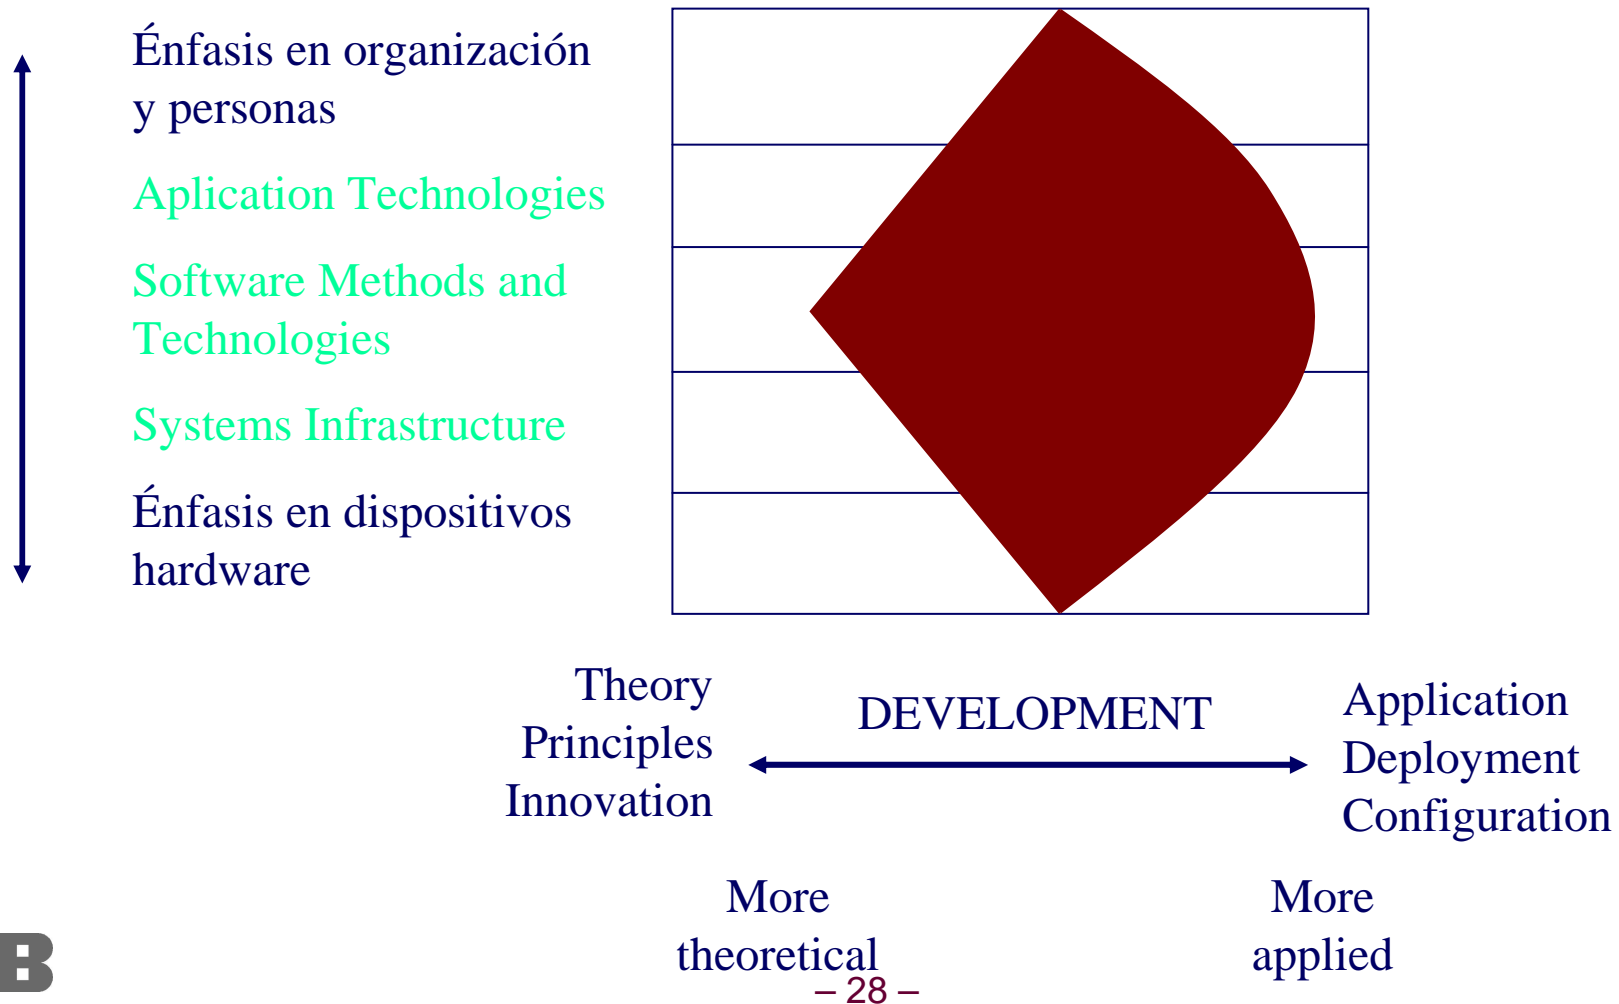 Énfasis en organización
y personas
Aplication Technologies
Software Methods and
Technologies
Systems Infrastructure
Énfasis en dispositivos
hardware
Theory
Principles
Innovation
DEVELOPMENT
Application
Deployment
Configuration
More
theoretical
More
applied
– 28 –
B